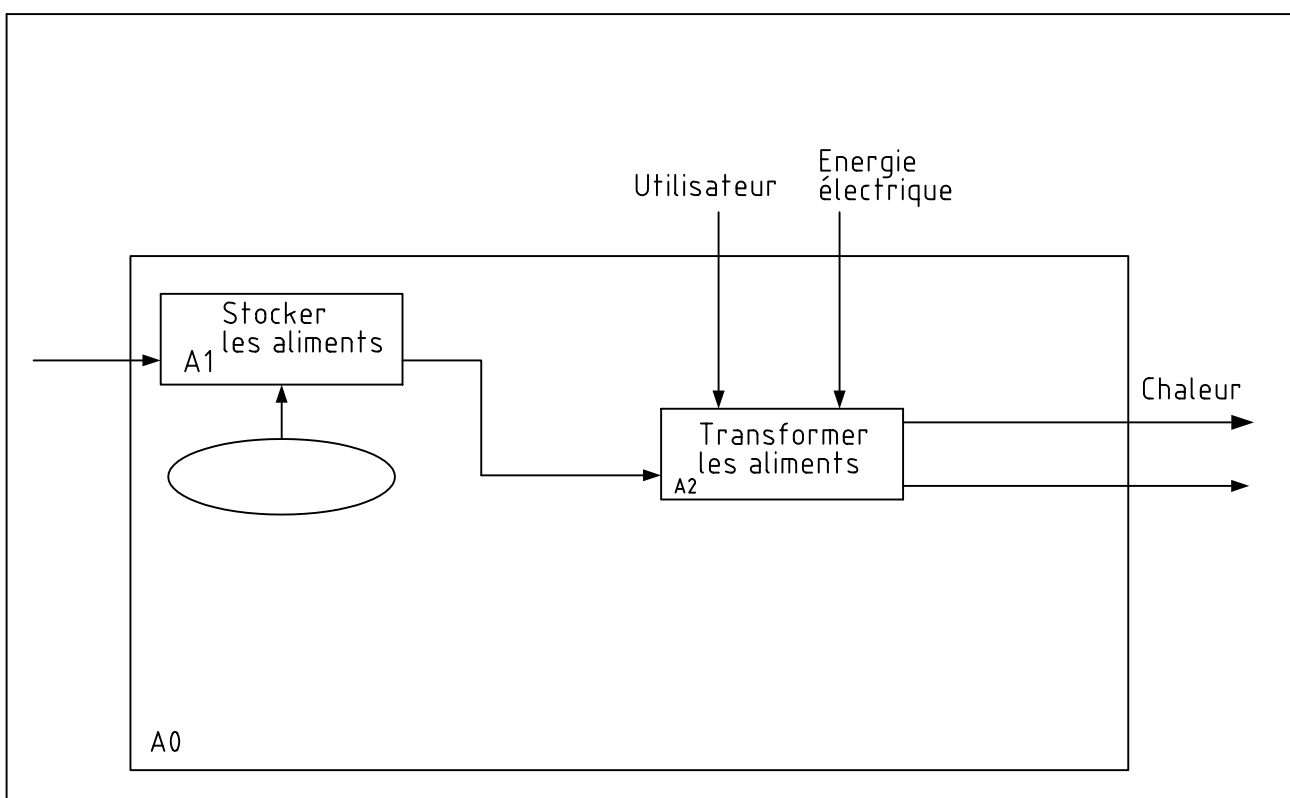 Utilisateur
Energie
électrique
Stocker
les aliments
A1
Chaleur
Transformer
les aliments
A2
A0